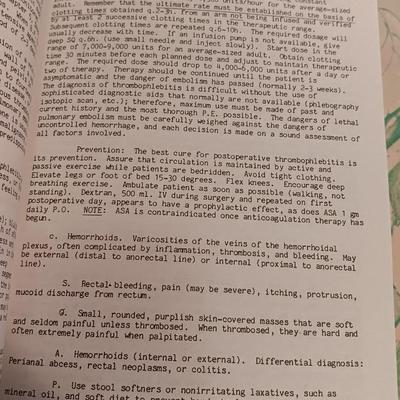 adult. Remember that the ultimate rate must be established on the basis of
clotting times obtained q.2-3h. from an arm not being infused and verified
by at least 2 successive clotting times in the therapeutic range.
Subsequent clotting times are repeated q.6-10h. The required dosage will
usually decrease with time. If an infusion pump is not available, give
deep SQ q.6h. (use small needle and inject slowly). Start dose in the
range of 7,000-9,000 units for an average-sized adult. Obtain clotting
time 30 minutes before each planned dose and adjust to maintain therapeutic
range. The required dose should drop to 4,000-6,000 units after a day or
two of therapy. Therapy should be continued until the patient is
asymptomatic and the danger of embolism has passed (normally 2-3 weeks).
The diagnosis of thrombophlebitis is difficult without the use of
sophisticated diagnostic aids that normally are not available (phlebography
isotopic scan, etc.); therefore, maximum use must be made of past and
current history and the most thorough P.E. possible. The dangers of lethal
pulmonary embolism must be carefully weighed against the dangers of
uncontrolled hemorrhage, and each decision is made on a sound assessment of
all factors involved.
Prevention: The best cure for postoperative thrombophlebitis is
its prevention. Assure that circulation is maintained by active and
passive exercise while patients are bedridden. Avoid tight clothing.
Elevate legs or foot of bed 15-30 degrees. Flex knees. Encourage deep
breathing exercise. Ambulate patient as soon as possible (walking, not
standing). Dextran, 500 ml. IV during surgery and repeated on first
postoperative day, appears to have a prophylactic effect, as does ASA 1 gm
daily P.O. NOTE: ASA is contraindicated once anticoagulation therapy has
begun.
c. Hemorrhoids. Varicosities of the veins of the hemorrhoidal
plexus, often complicated by inflammation, thrombosis, and bleeding. May
be external (distal to anorectal line) or internal (proximal to anorectal
line).
S. Rectal bleeding, pain (may be severe), itching, protrusion,
mucoid discharge from rectum.
O. Small, rounded, purplish skin-covered masses that are soft
and seldom painful unless thrombosed. When thrombosed, they are hard and
often extremely painful when palpitated.
A. Hemorrhoids (internal or external). Differential diagnosis:
Perianal abcess, rectal neoplasms, or colitis.
P. Use stool softners or nonirritating laxatives, such as
mineral oil, and soft diet to prevent